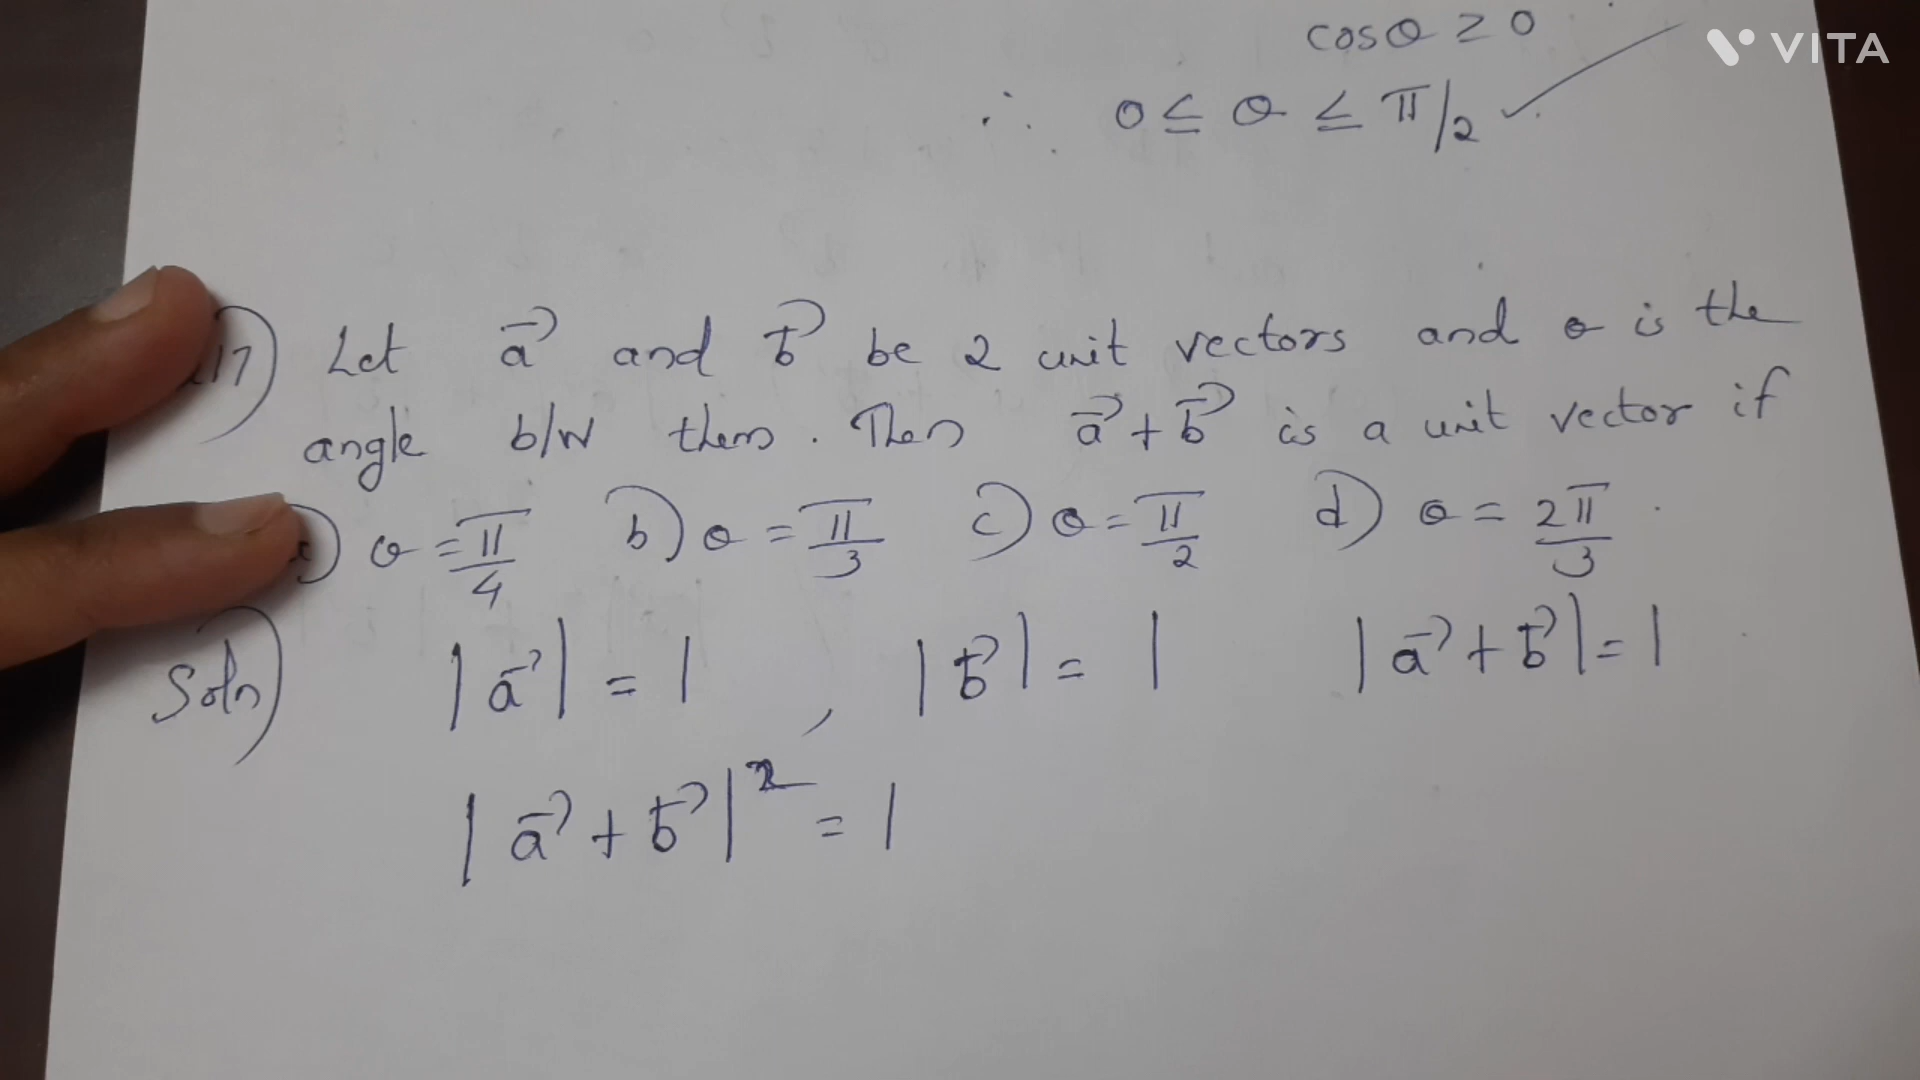 cosθ ≥ 0
VITA
∴ 0 ≤ θ ≤ π/2 ✓
17) Let a⃗ and b⃗ be 2 unit vectors and θ is the
angle b/w them. Then a⃗ + b⃗ is a unit vector if
θ = π/4 b) θ = π/3 c) θ = π/2 d) θ = 2π/3.
Soln) |a⃗| = 1, |b⃗| = 1 |a⃗ + b⃗| = 1
|a⃗ + b⃗|² = 1